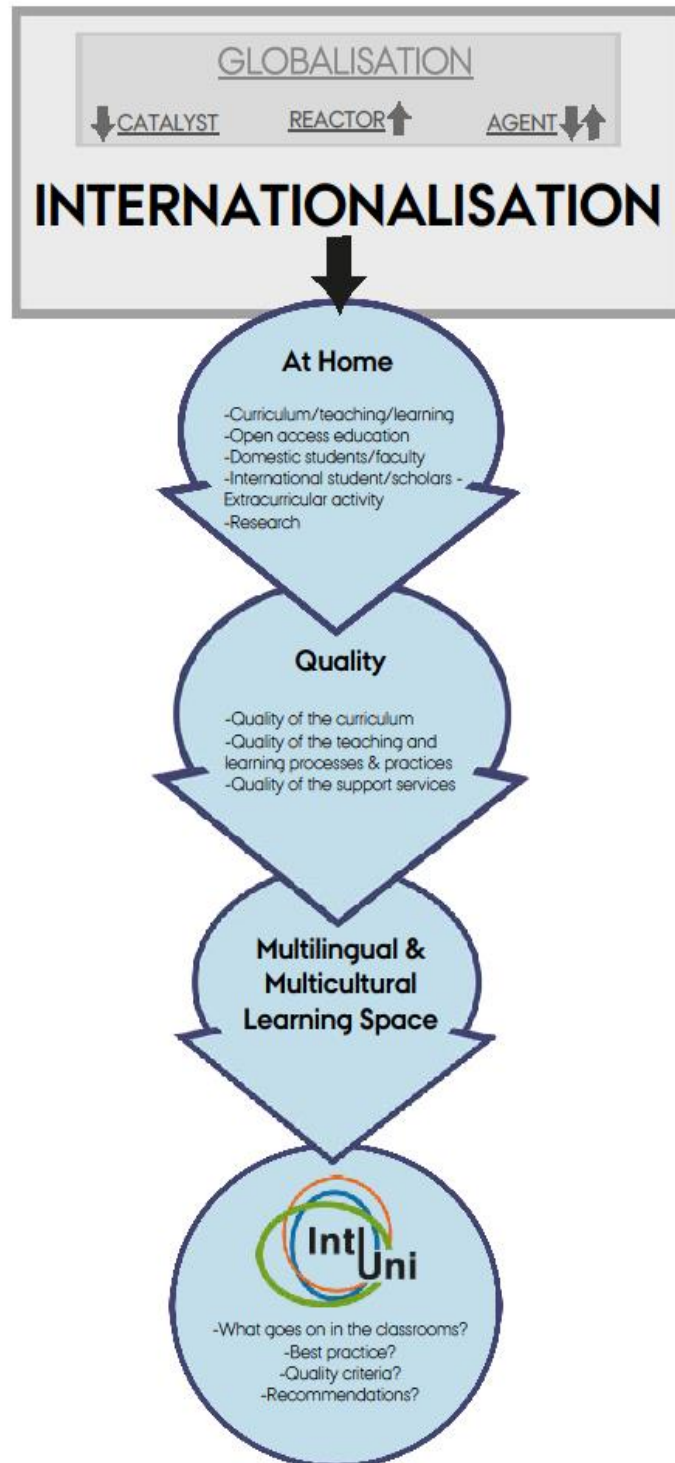 GLOBALISATION
CATALYST REACTOR AGENT
INTERNATIONALISATION
At Home
-Curriculum/teaching/learning
-Open access education
-Domestic students/faculty
-International student/scholars -
Extracurricular activity
-Research
Quality
-Quality of the curriculum
-Quality of the teaching and
learning processes & practices
-Quality of the support services
Multilingual &
Multicultural
Learning Space
Intl
Uni
-What goes on in the classrooms?
-Best practice?
-Quality criteria?
-Recommendations?